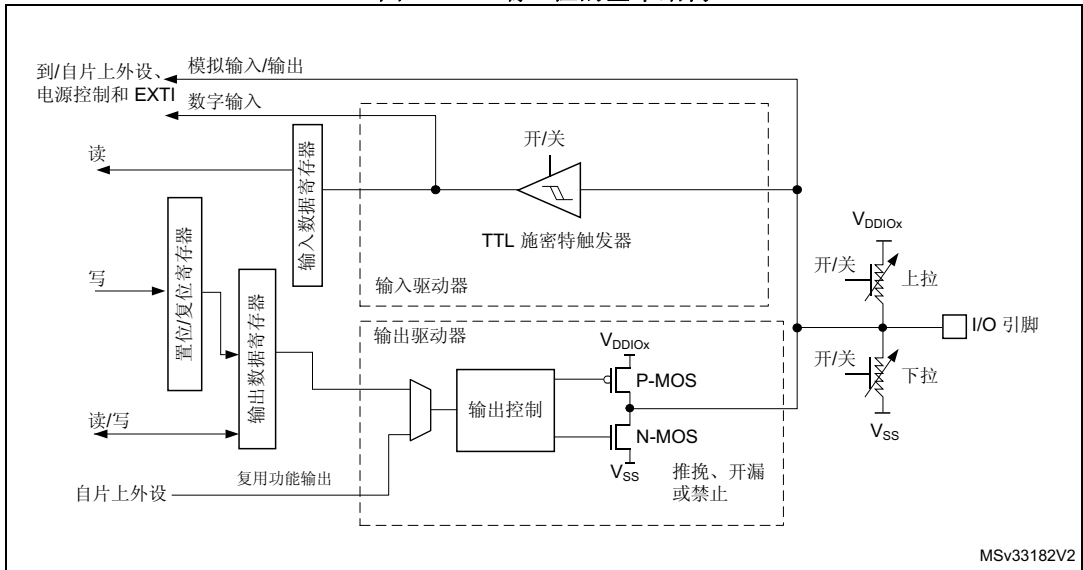 到/自片上外设、
电源控制和 EXTI
模拟输入/输出
数字输入
读
输入数据寄存器
开/关
TTL 施密特触发器
输入驱动器
写
置位/复位寄存器
输出数据寄存器
读/写
自片上外设
复用功能输出
输出驱动器
输出控制
VDDIOx
P-MOS
N-MOS
VSS
推挽、开漏
或禁止
VDDIOx
开/关
上拉
I/O 引脚
开/关
下拉
VSS
MSv33182V2